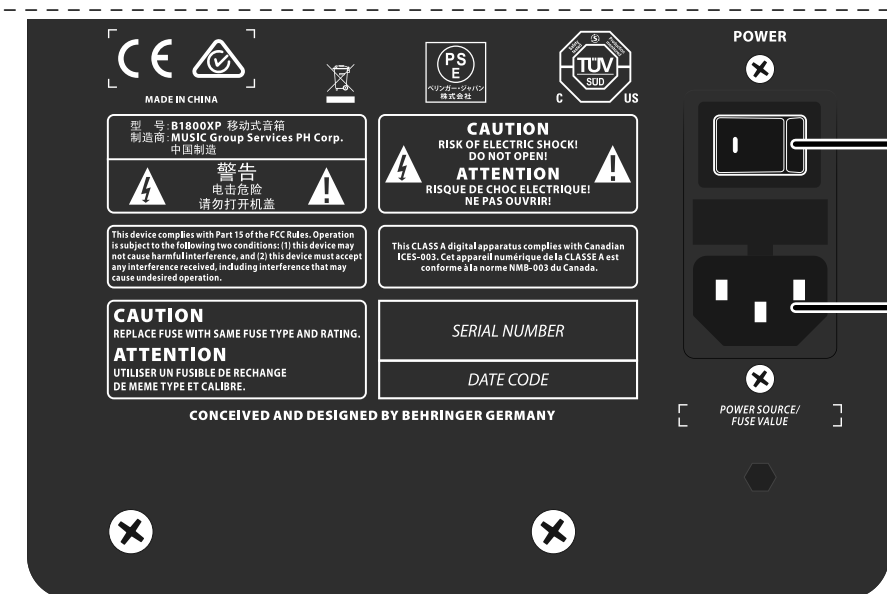 CE
MADE IN CHINA
PS
E
ベリンガー・ジャパン
株式会社
TÜV
SÜD
C US
POWER
型 号:B1800XP 移动式音箱
制造商:MUSIC Group Services PH Corp.
中国制造
警告
电击危险
请勿打开机盖
CAUTION
RISK OF ELECTRIC SHOCK!
DO NOT OPEN!
ATTENTION
RISQUE DE CHOC ELECTRIQUE!
NE PAS OUVRIR!
This device complies with Part 15 of the FCC Rules. Operation
is subject to the following two conditions: (1) this device may
not cause harmful interference, and (2) this device must accept
any interference received, including interference that may
cause undesired operation.
This CLASS A digital apparatus complies with Canadian
ICES-003. Cet appareil numérique de la CLASSE A est
conforme à la norme NMB-003 du Canada.
CAUTION
REPLACE FUSE WITH SAME FUSE TYPE AND RATING.
ATTENTION
UTILISER UN FUSIBLE DE RECHANGE
DE MEME TYPE ET CALIBRE.
SERIAL NUMBER
DATE CODE
CONCEIVED AND DESIGNED BY BEHRINGER GERMANY
POWER SOURCE/
FUSE VALUE